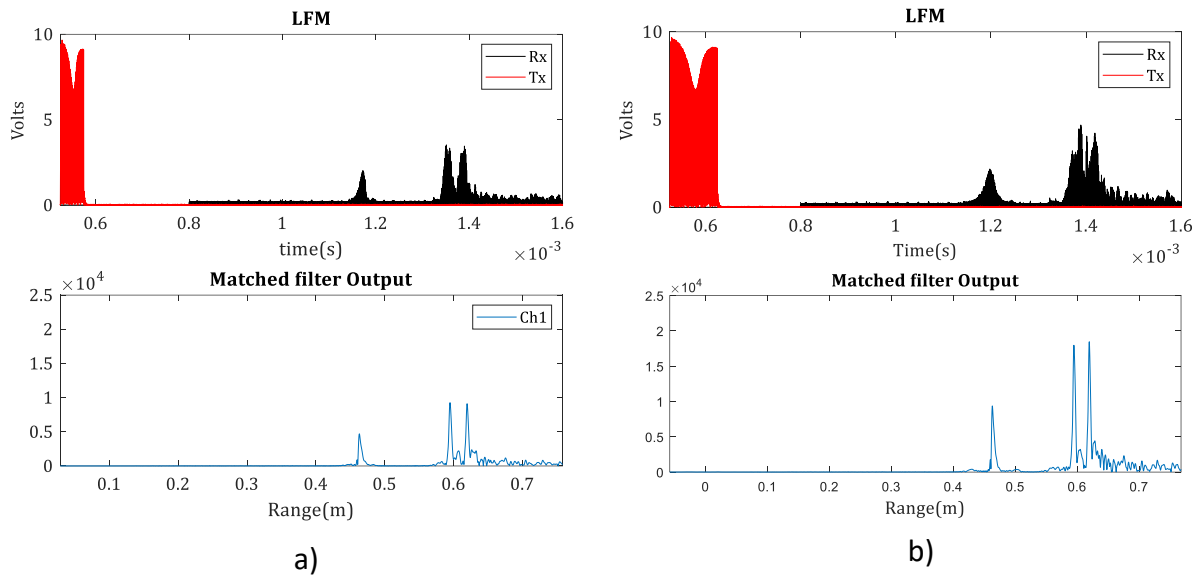 LFM
10
5
0
Volts
Rx
Tx
0.6 0.8 1 1.2 1.4 1.6
time(s)
×10⁻³
Matched filter Output
×10⁴
2.5
2
1.5
1
0.5
0
Ch1
0.1 0.2 0.3 0.4 0.5 0.6 0.7
Range(m)
a)
LFM
10
5
0
Volts
Rx
Tx
0.6 0.8 1 1.2 1.4 1.6
Time(s)
×10⁻³
Matched filter Output
×10⁴
2.5
2
1.5
1
0.5
0
0 0.1 0.2 0.3 0.4 0.5 0.6 0.7
Range(m)
b)